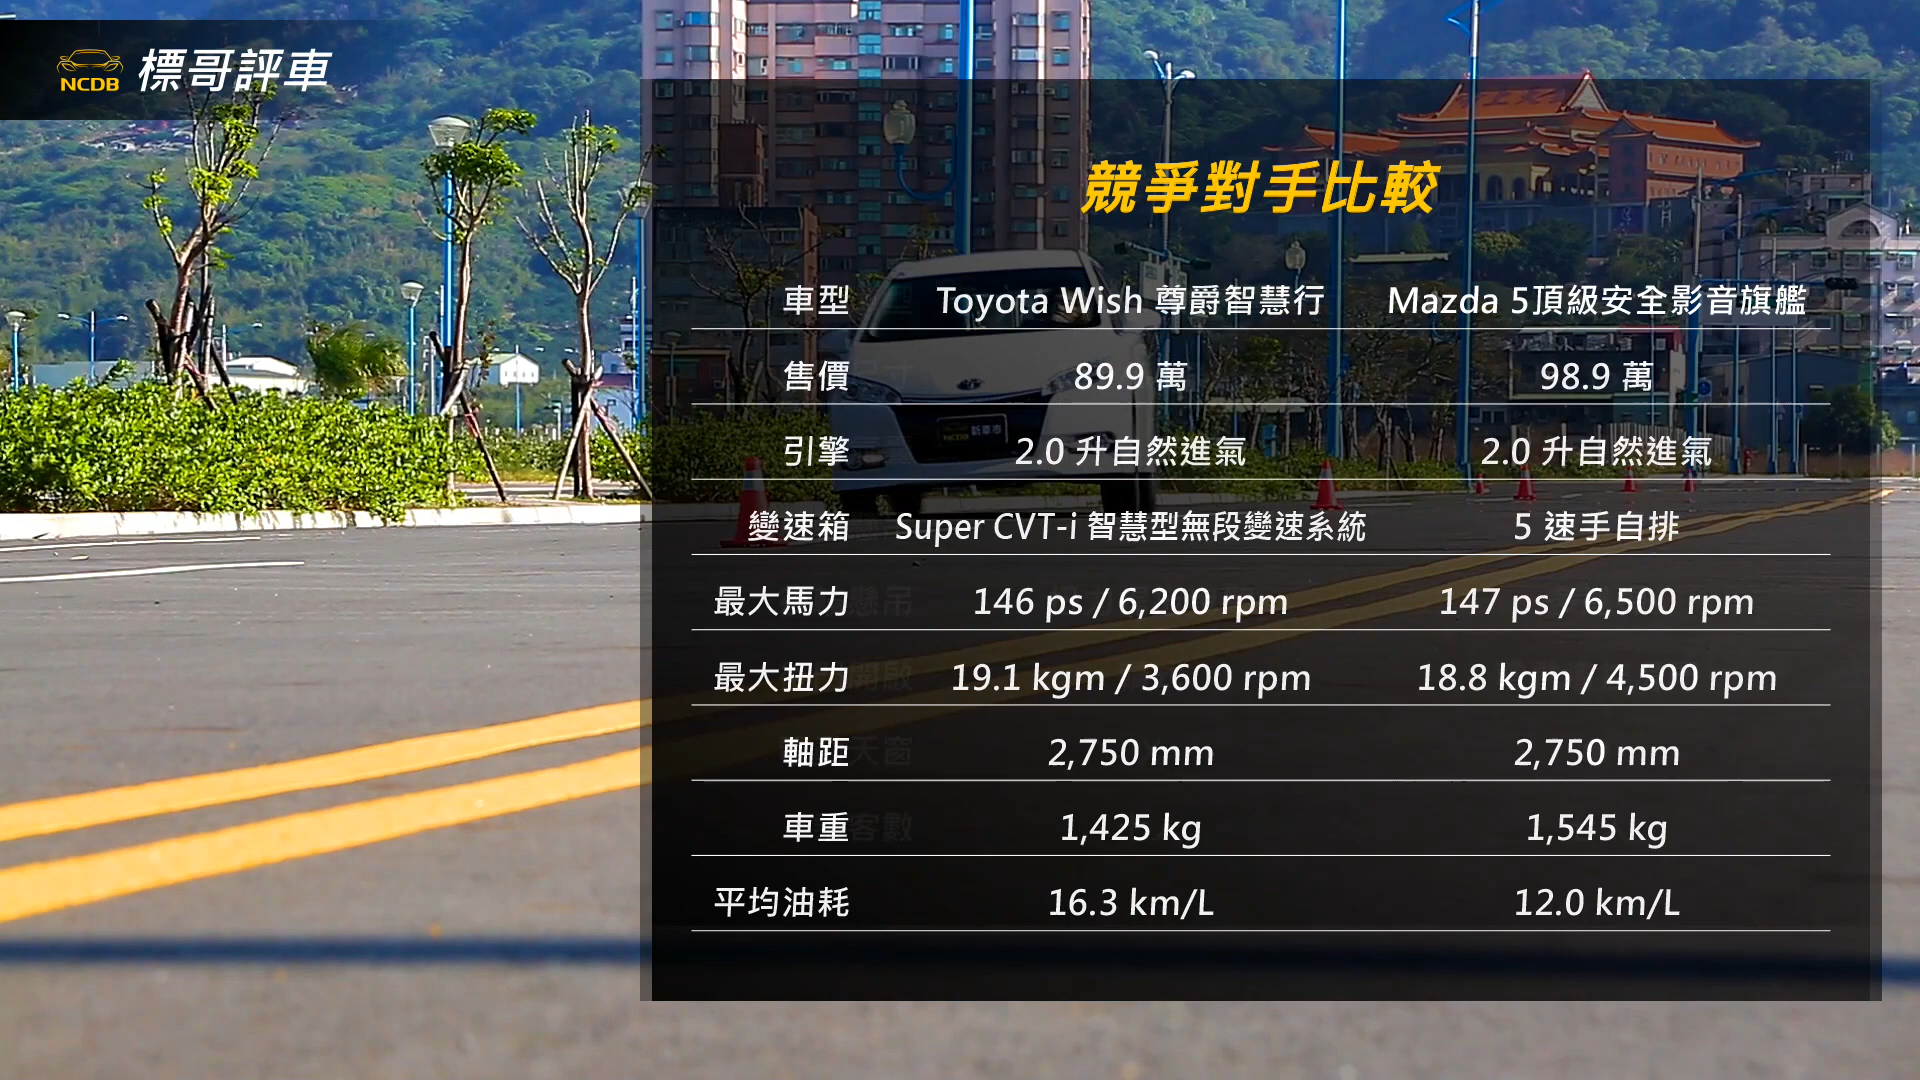 NCDB 標哥評車
競爭對手比較
車型 Toyota Wish 尊爵智慧行 Mazda 5頂級安全影音旗艦
售價 89.9 萬 98.9 萬
引擎 2.0 升自然進氣 2.0 升自然進氣
變速箱 Super CVT-i 智慧型無段變速系統 5 速手自排
最大馬力 146 ps / 6,200 rpm 147 ps / 6,500 rpm
最大扭力 19.1 kgm / 3,600 rpm 18.8 kgm / 4,500 rpm
軸距 2,750 mm 2,750 mm
車重 1,425 kg 1,545 kg
平均油耗 16.3 km/L 12.0 km/L
NCDB 新車市